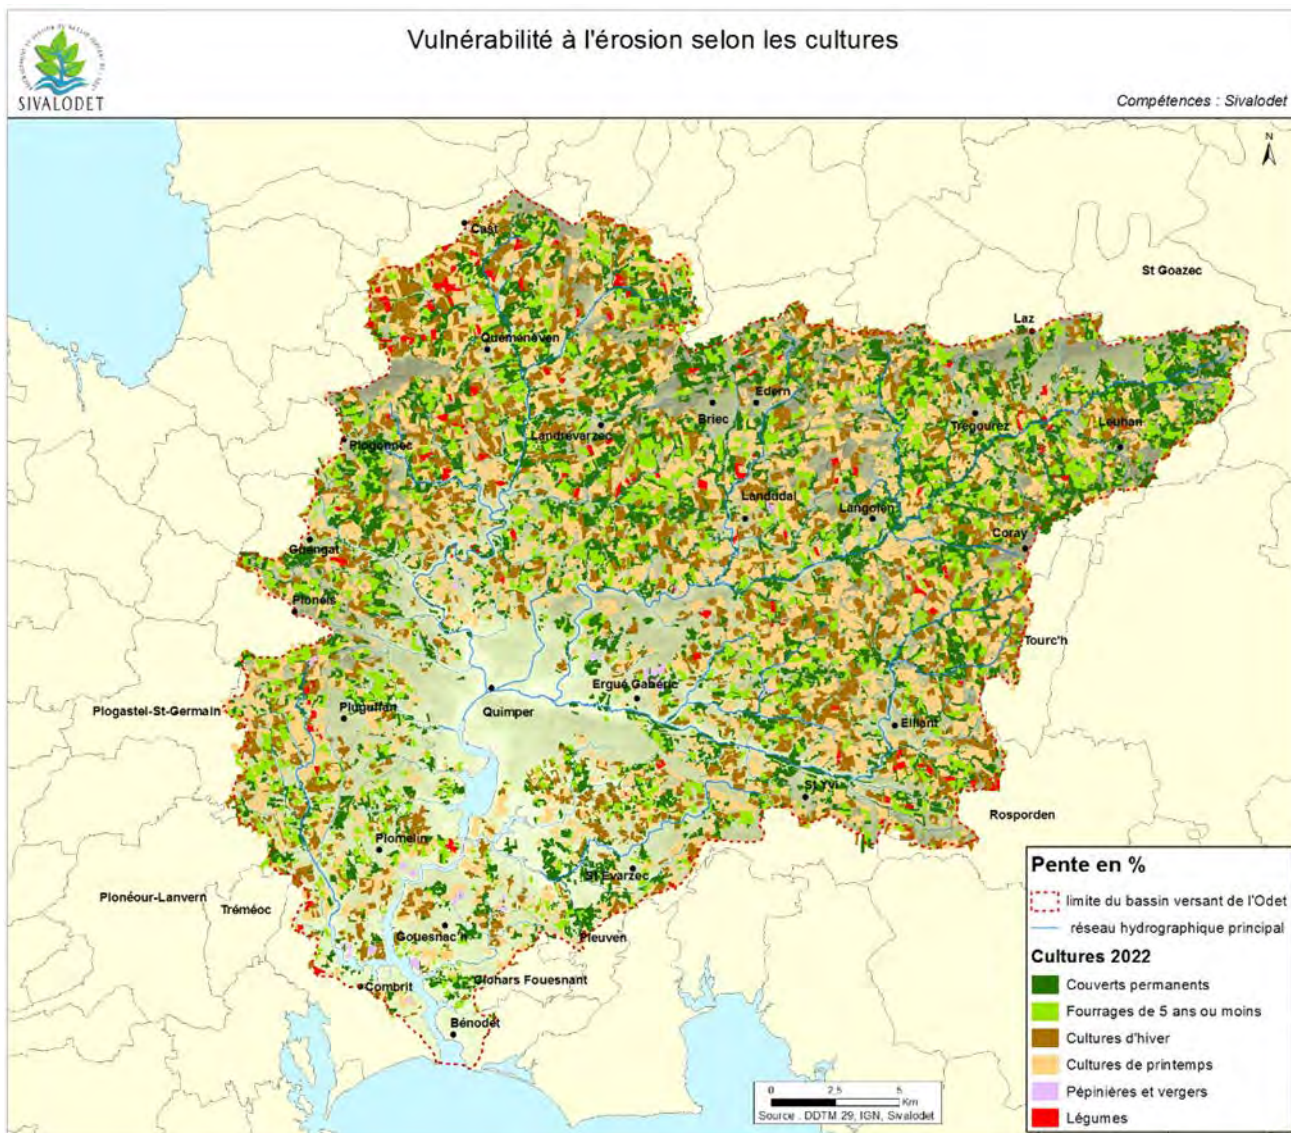 Vulnérabilité à l'érosion selon les cultures
SIVALODET
Compétences : Sivalodet
N
Cast
St Goazec
Laz
Quéménéven
Edern
Briec
Trégourez
Leuhan
Landrévarzec
Plogonnec
Landudal
Langolen
Coray
Guengat
Plonéis
Tourc'h
Ergué Gabéric
Plogastel-St-Germain
Pluguffan
Quimper
Elliant
St Yvi
Rosporden
Plomelin
St Evarzec
Plonéour-Lanvern
Tréméoc
Gouesnac'h
Pleuven
Clohars Fouesnant
Combrit
Bénodet
Pente en %
limite du bassin versant de l'Odet
réseau hydrographique principal
Cultures 2022
Couverts permanents
Fourrages de 5 ans ou moins
Cultures d'hiver
Cultures de printemps
Pépinières et vergers
Légumes
0 2,5 5
Km
Source : DDTM 29, IGN, Sivalodet